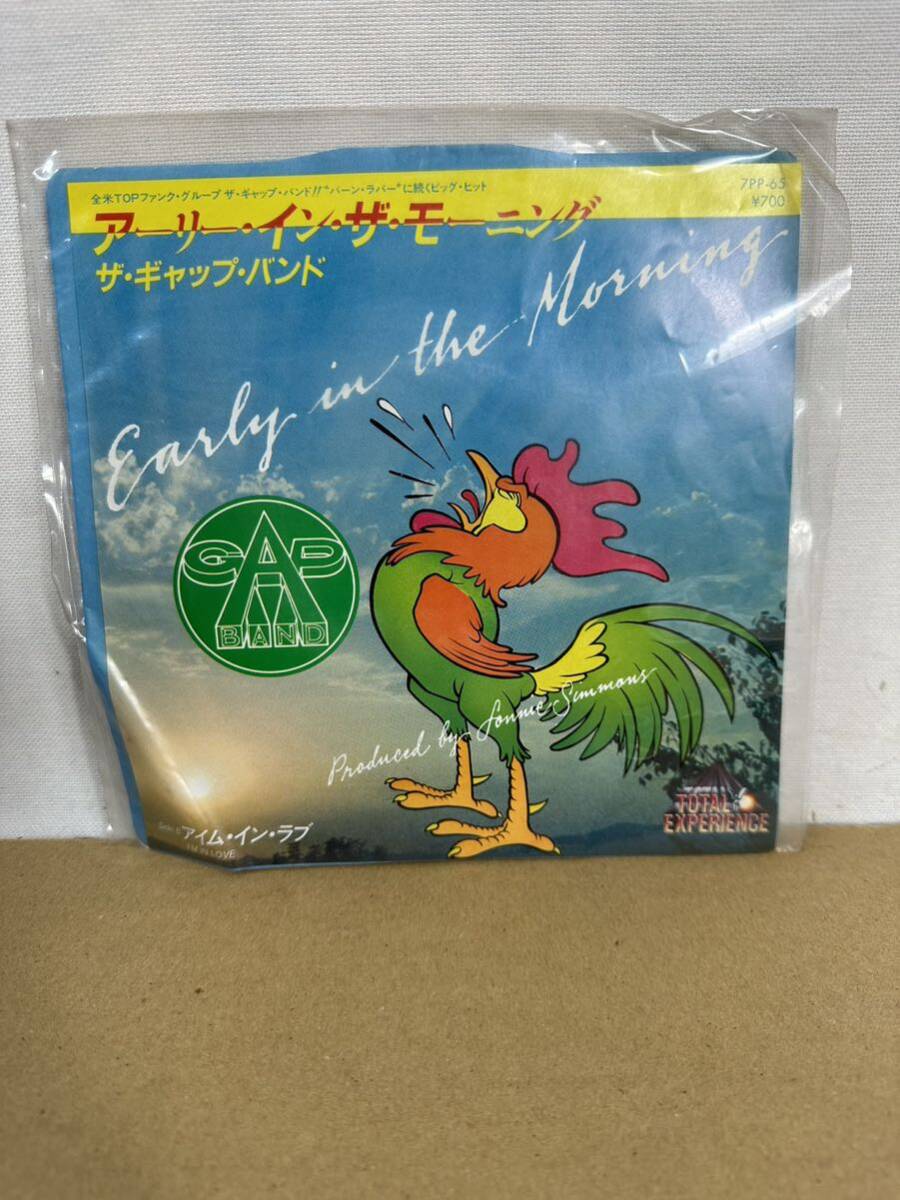 全米TOPファンク・グループ ザ・ギャップ・バンド!! "バーン・ラバー"に続くビッグ・ヒット
7PP-65
¥700
アーリー・イン・ザ・モーニング
ザ・ギャップ・バンド
Early in the Morning
GAP
BAND
Produced by Lonnie Simmons
TOTAL
EXPERIENCE
アイム・イン・ラブ
I'M IN LOVE